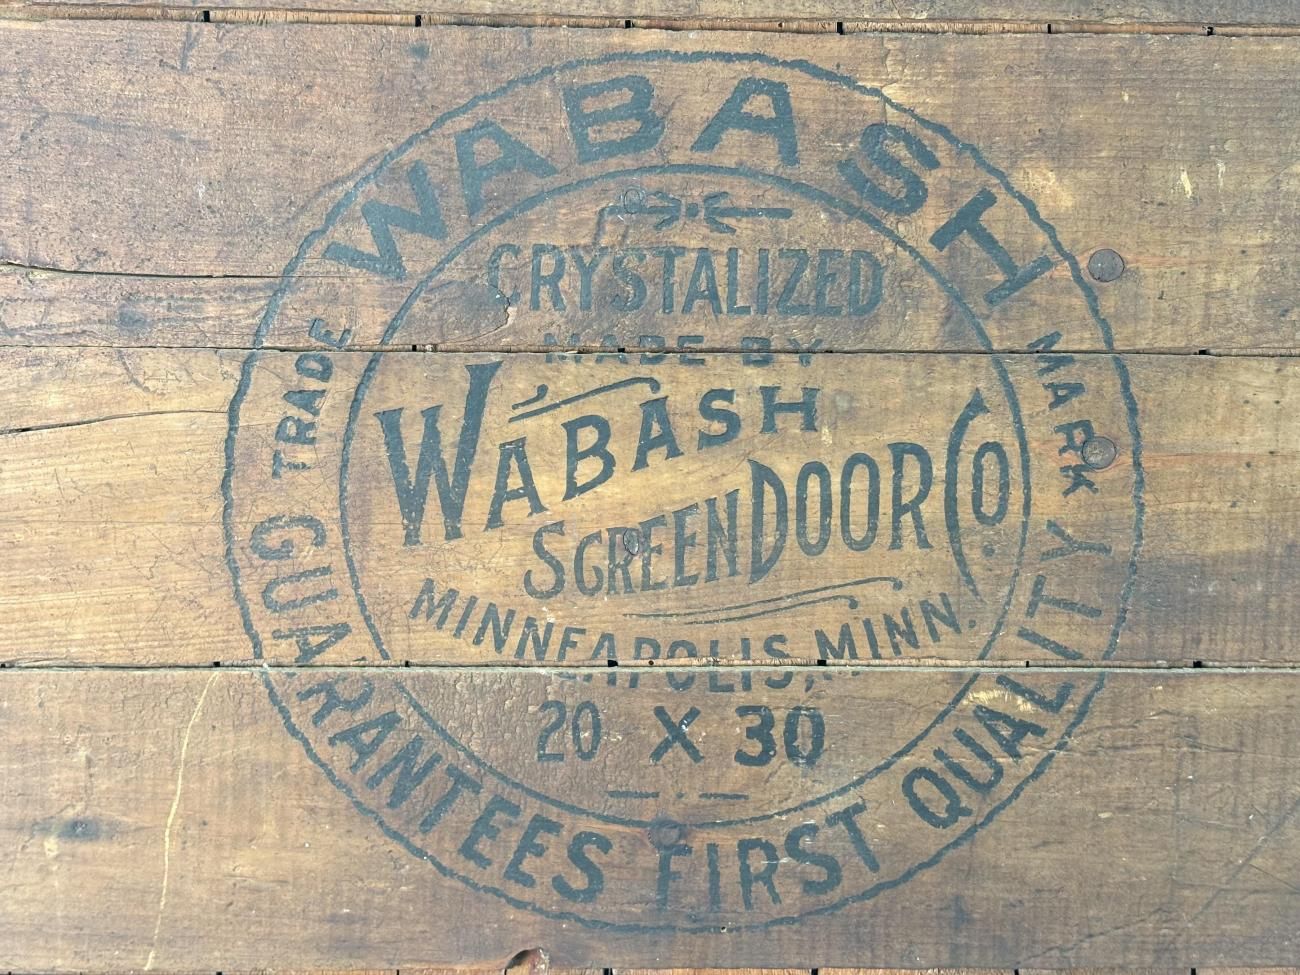 WABASH
TRADE MARK
CRYSTALIZED
MADE BY
WABASH
SCREEN DOOR CO.
MINNEAPOLIS, MINN.
20 X 30
GUARANTEES FIRST QUALITY